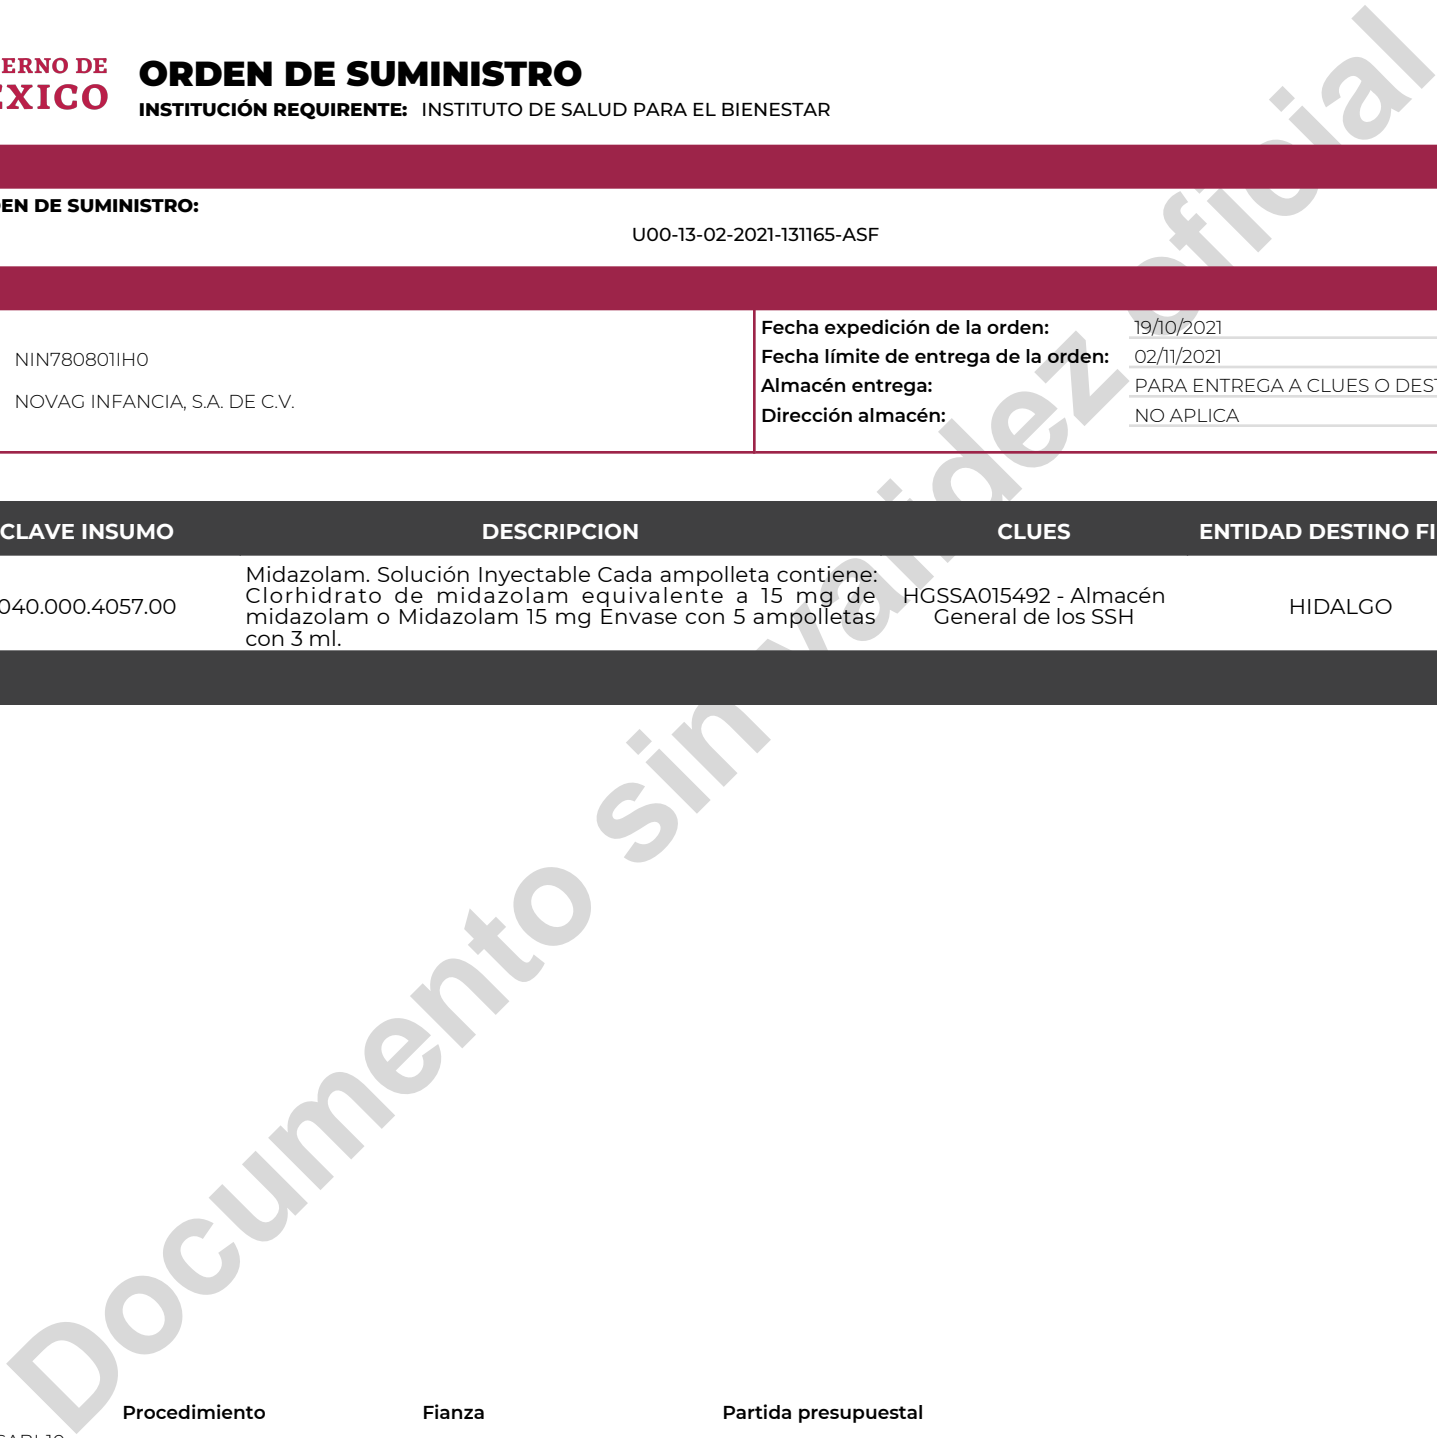 ERNO DE
EXICO
ORDEN DE SUMINISTRO
INSTITUCIÓN REQUIRENTE: INSTITUTO DE SALUD PARA EL BIENESTAR
EN DE SUMINISTRO:
U00-13-02-2021-131165-ASF
NIN780801IH0
NOVAG INFANCIA, S.A. DE C.V.
Fecha expedición de la orden: 19/10/2021
Fecha límite de entrega de la orden: 02/11/2021
Almacén entrega: PARA ENTREGA A CLUES O DEST
Dirección almacén: NO APLICA
CLAVE INSUMO DESCRIPCION CLUES ENTIDAD DESTINO FI
040.000.4057.00
Midazolam. Solución Inyectable Cada ampolleta contiene:
Clorhidrato de midazolam equivalente a 15 mg de
midazolam o Midazolam 15 mg Envase con 5 ampolletas
con 3 ml.
HGSSA015492 - Almacén
General de los SSH
HIDALGO
Documento sin validez oficial
Procedimiento Fianza Partida presupuestal